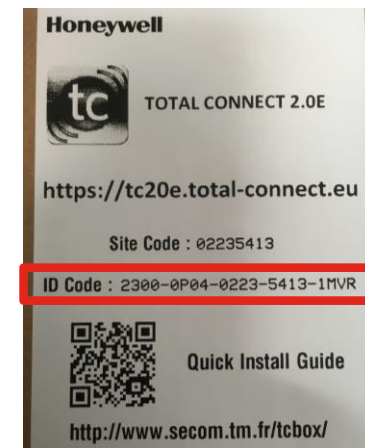 Honeywell
tc
TOTAL CONNECT 2.0E
https://tc20e.total-connect.eu
Site Code : 02235413
ID Code : 2300-0P04-0223-5413-1MVR
Quick Install Guide
http://www.secom.tm.fr/tcbox/